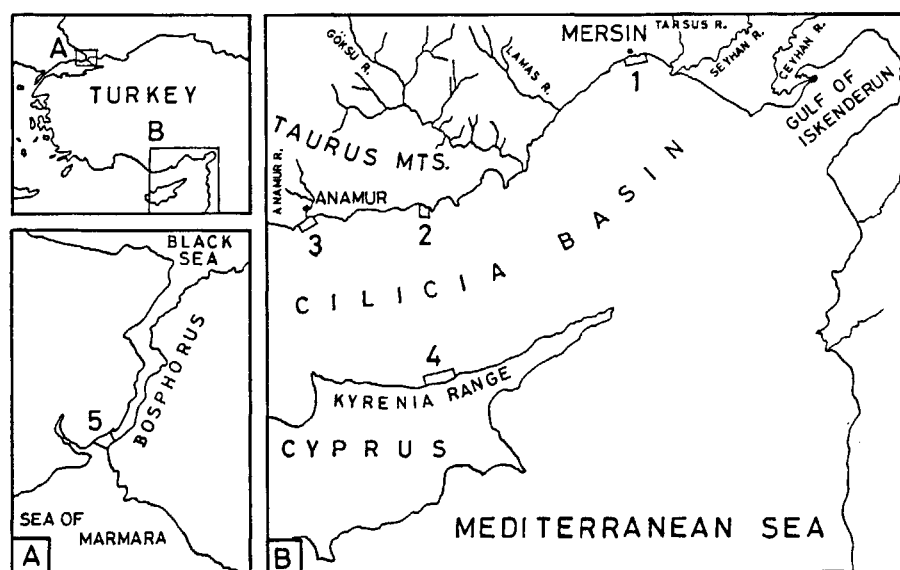 A
TURKEY
B
BLACK
SEA
BOSPHORUS
5
SEA OF
MARMARA
A
GÖKSU R.
LAMAS R.
MERSIN
TARSUS R.
SEYHAN R.
CEYHAN R.
1
GULF OF
ISKENDERUN
TAURUS MTS.
ANAMUR R.
ANAMUR
3
2
CILICIA BASIN
4
KYRENIA RANGE
CYPRUS
MEDITERRANEAN SEA
B